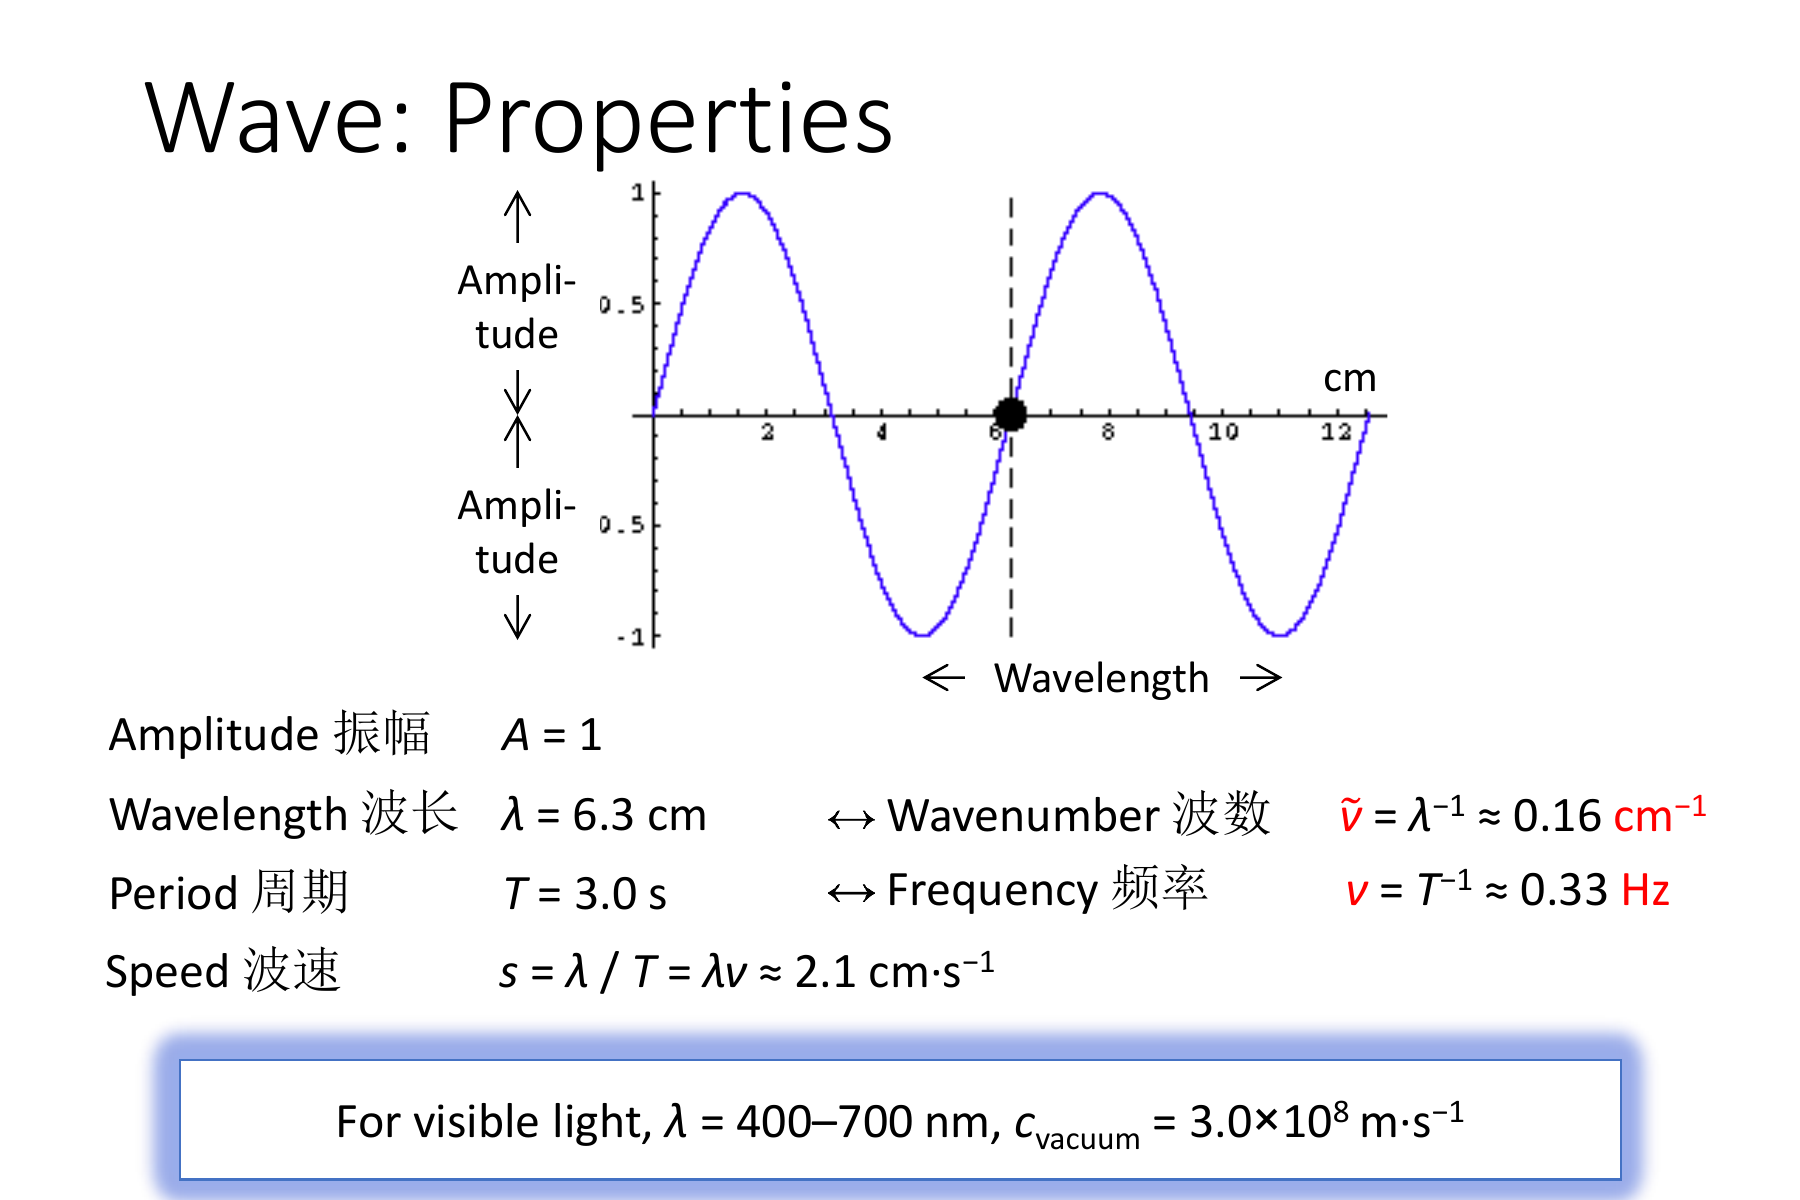 Wave: Properties
1
Ampli-
tude
0.5
cm
2 4 6 8 10 12
Ampli-
tude
0.5
-1
← Wavelength →
Amplitude 振幅 A = 1
Wavelength 波长 λ = 6.3 cm ↔ Wavenumber 波数 ṽ = λ⁻¹ ≈ 0.16 cm⁻¹
Period 周期 T = 3.0 s ↔ Frequency 频率 ν = T⁻¹ ≈ 0.33 Hz
Speed 波速 s = λ / T = λν ≈ 2.1 cm·s⁻¹
For visible light, λ = 400–700 nm, c_vacuum = 3.0×10⁸ m·s⁻¹